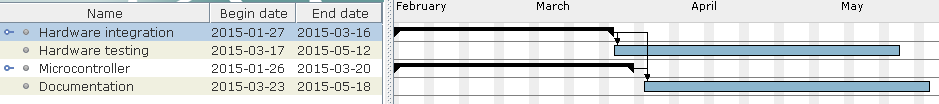 Name Begin date End date February March April May
Hardware integration 2015-01-27 2015-03-16
Hardware testing 2015-03-17 2015-05-12
Microcontroller 2015-01-26 2015-03-20
Documentation 2015-03-23 2015-05-18